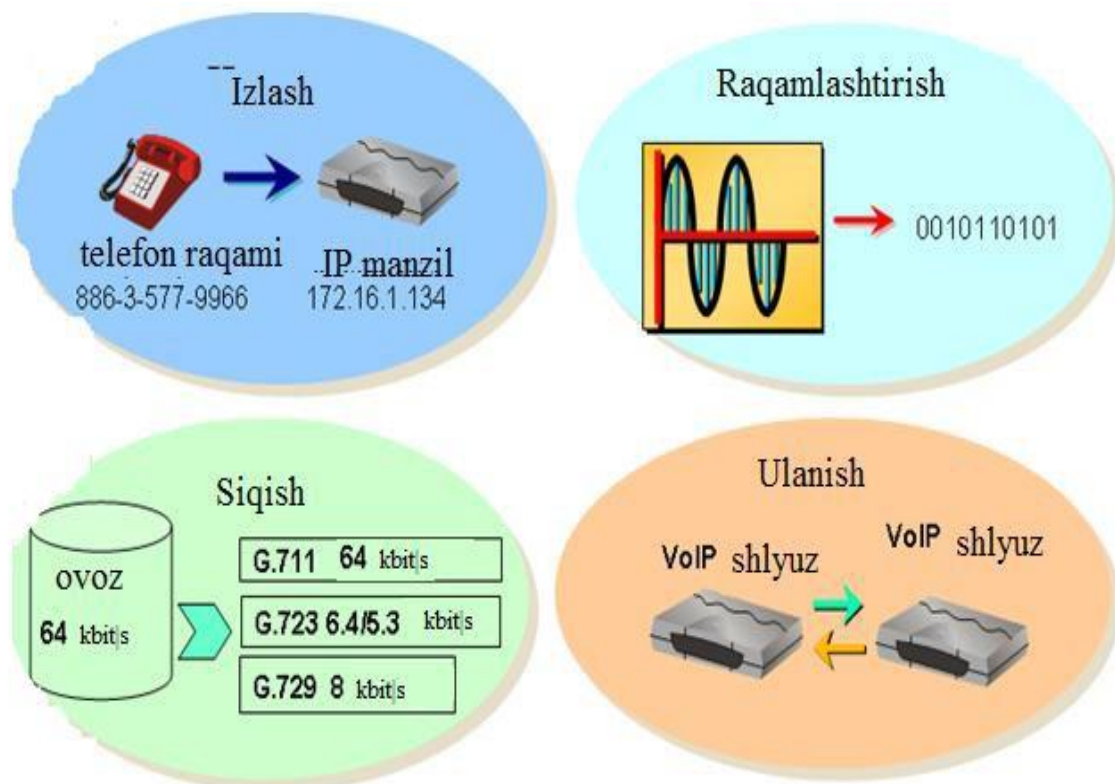 Izlash
telefon raqami
886-3-577-9966
IP manzil
172.16.1.134
Raqamlashtirish
0010110101
Siqish
ovoz
64 kbit|s
G.711 64 kbit|s
G.723 6.4/5.3 kbit|s
G.729 8 kbit|s
Ulanish
VoIP shlyuz
VoIP shlyuz